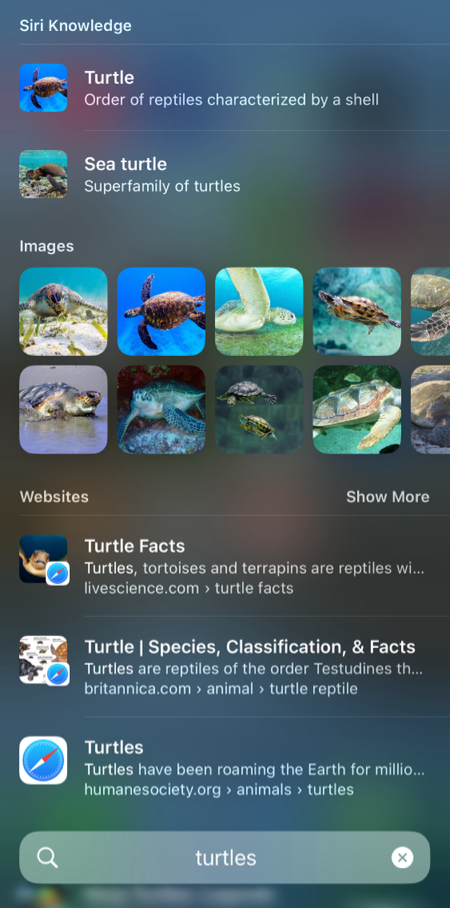 Siri Knowledge
Turtle
Order of reptiles characterized by a shell
Sea turtle
Superfamily of turtles
Images
Websites
Show More
Turtle Facts
Turtles, tortoises and terrapins are reptiles wi...
livescience.com › turtle facts
Turtle | Species, Classification, & Facts
Turtles are reptiles of the order Testudines th...
britannica.com › animal › turtle reptile
Turtles
Turtles have been roaming the Earth for millio...
humanesociety.org › animals › turtles
turtles